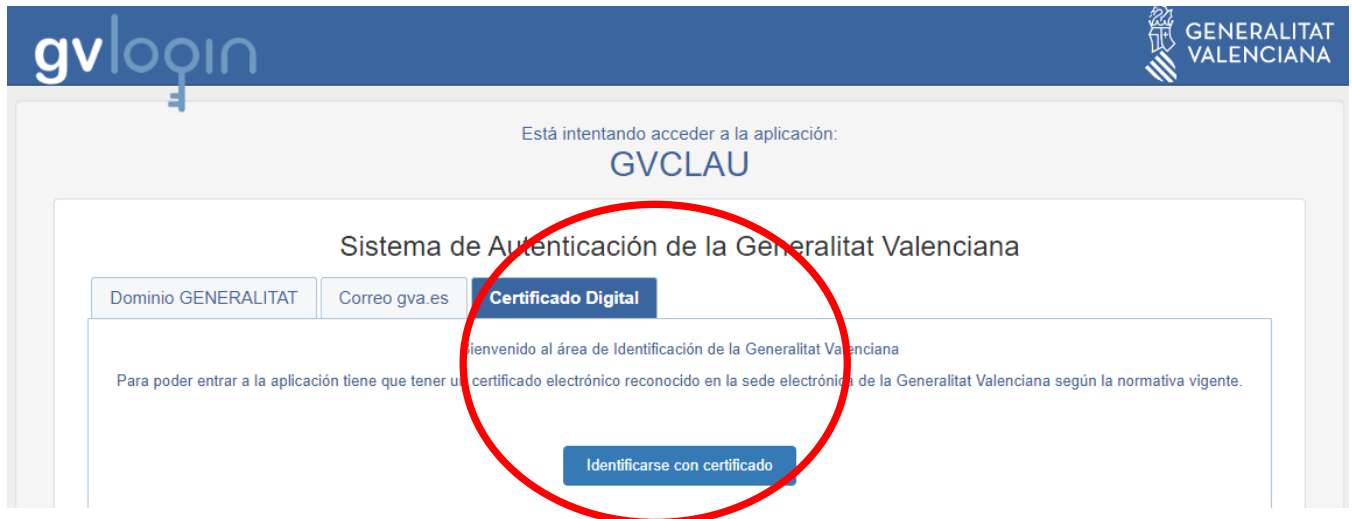 gvlogin
GENERALITAT
VALENCIANA
Está intentando acceder a la aplicación:
GVCLAU
Sistema de Autenticación de la Generalitat Valenciana
Dominio GENERALITAT Correo gva.es Certificado Digital
Bienvenido al área de Identificación de la Generalitat Valenciana
Para poder entrar a la aplicación tiene que tener un certificado electrónico reconocido en la sede electrónica de la Generalitat Valenciana según la normativa vigente.
Identificarse con certificado